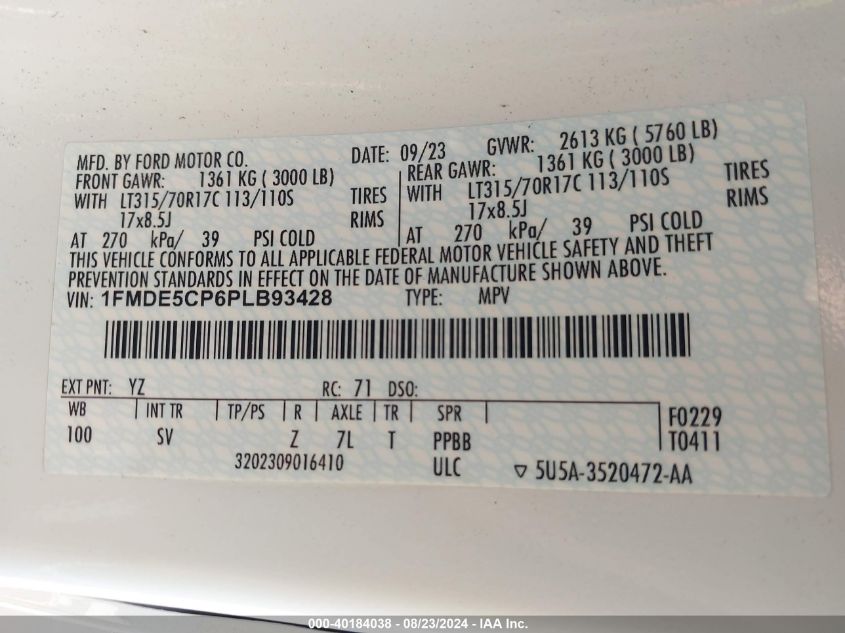 MFD. BY FORD MOTOR CO. DATE: 09/23 GVWR: 2613 KG ( 5760 LB)
FRONT GAWR: 1361 KG ( 3000 LB) REAR GAWR: 1361 KG ( 3000 LB)
WITH LT315/70R17C 113/110S TIRES WITH LT315/70R17C 113/110S TIRES
17x8.5J RIMS 17x8.5J RIMS
AT 270 kPa/ 39 PSI COLD AT 270 kPa/ 39 PSI COLD
THIS VEHICLE CONFORMS TO ALL APPLICABLE FEDERAL MOTOR VEHICLE SAFETY AND THEFT
PREVENTION STANDARDS IN EFFECT ON THE DATE OF MANUFACTURE SHOWN ABOVE.
VIN: 1FMDE5CP6PLB93428 TYPE: MPV
EXT PNT: YZ RC: 71 DSO:
WB INT TR TP/PS R AXLE TR SPR F0229
100 SV Z 7L T PPBB T0411
3202309016410 ULC ▽ 5U5A-3520472-AA
000-40184038 - 08/23/2024 - IAA Inc.